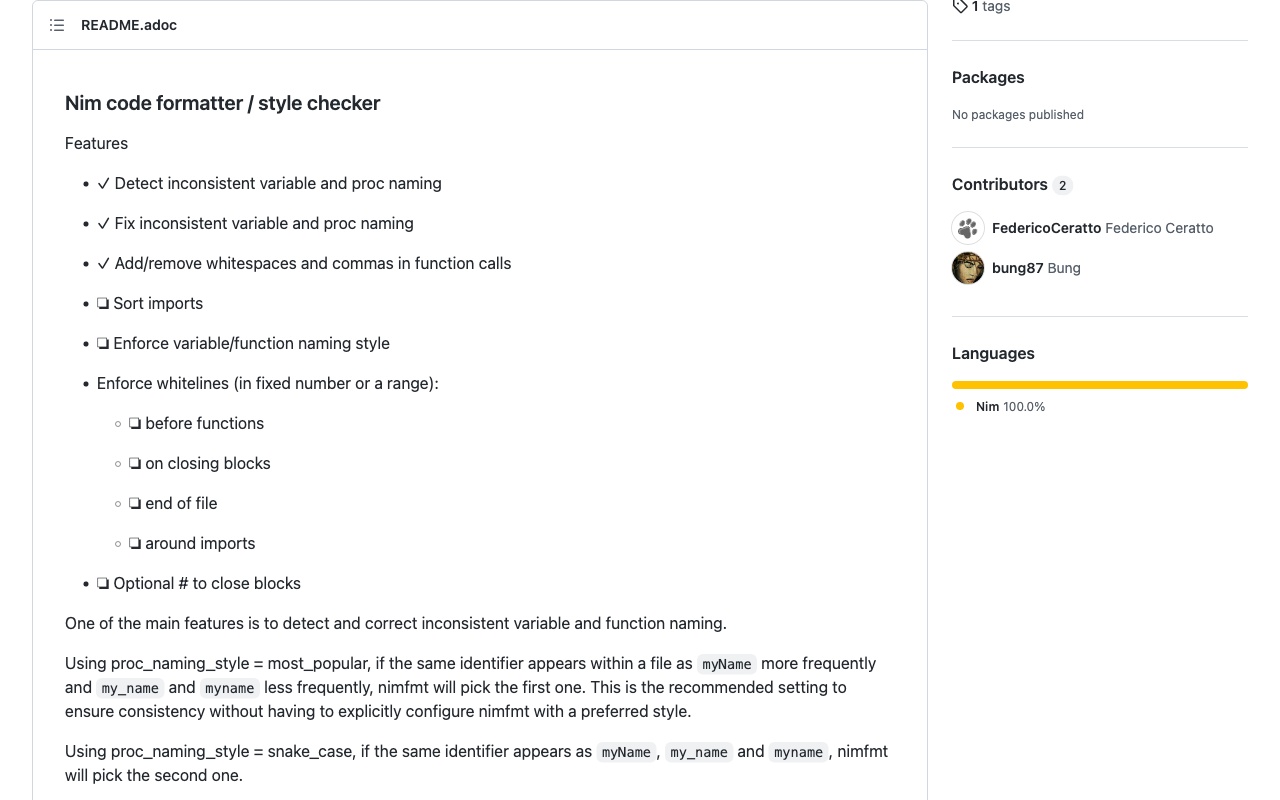 README.adoc
Nim code formatter / style checker
Features
• ✓ Detect inconsistent variable and proc naming
• ✓ Fix inconsistent variable and proc naming
• ✓ Add/remove whitespaces and commas in function calls
• ❏ Sort imports
• ❏ Enforce variable/function naming style
• Enforce whitelines (in fixed number or a range):
◦ ❏ before functions
◦ ❏ on closing blocks
◦ ❏ end of file
◦ ❏ around imports
• ❏ Optional # to close blocks
One of the main features is to detect and correct inconsistent variable and function naming.
Using proc_naming_style = most_popular, if the same identifier appears within a file as myName more frequently
and my_name and myname less frequently, nimfmt will pick the first one. This is the recommended setting to
ensure consistency without having to explicitly configure nimfmt with a preferred style.
Using proc_naming_style = snake_case, if the same identifier appears as myName, my_name and myname, nimfmt
will pick the second one.
1 tags
Packages
No packages published
Contributors 2
FedericoCeratto Federico Ceratto
bung87 Bung
Languages
Nim 100.0%